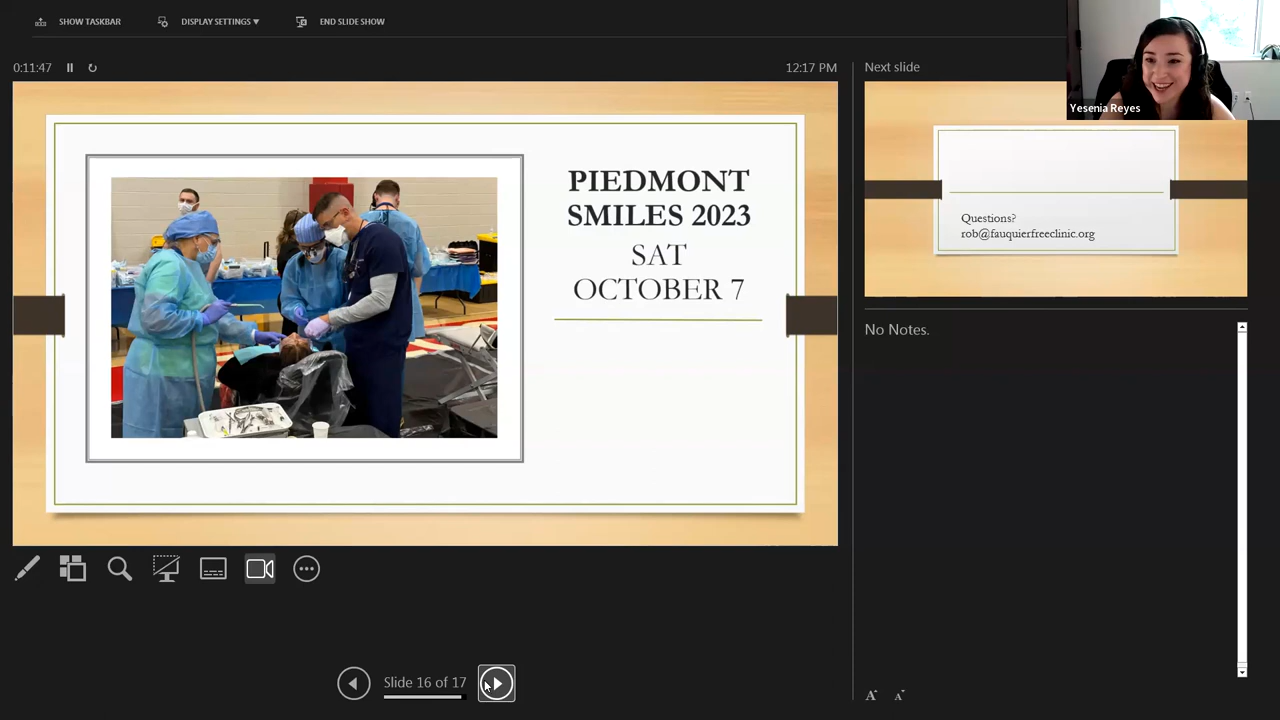 SHOW TASKBAR
DISPLAY SETTINGS ▾
END SLIDE SHOW
0:11:47
12:17 PM
Next slide
Yesenia Reyes
PIEDMONT
SMILES 2023
SAT
OCTOBER 7
Questions?
rob@fauquierfreeclinic.org
No Notes.
Slide 16 of 17
A
A